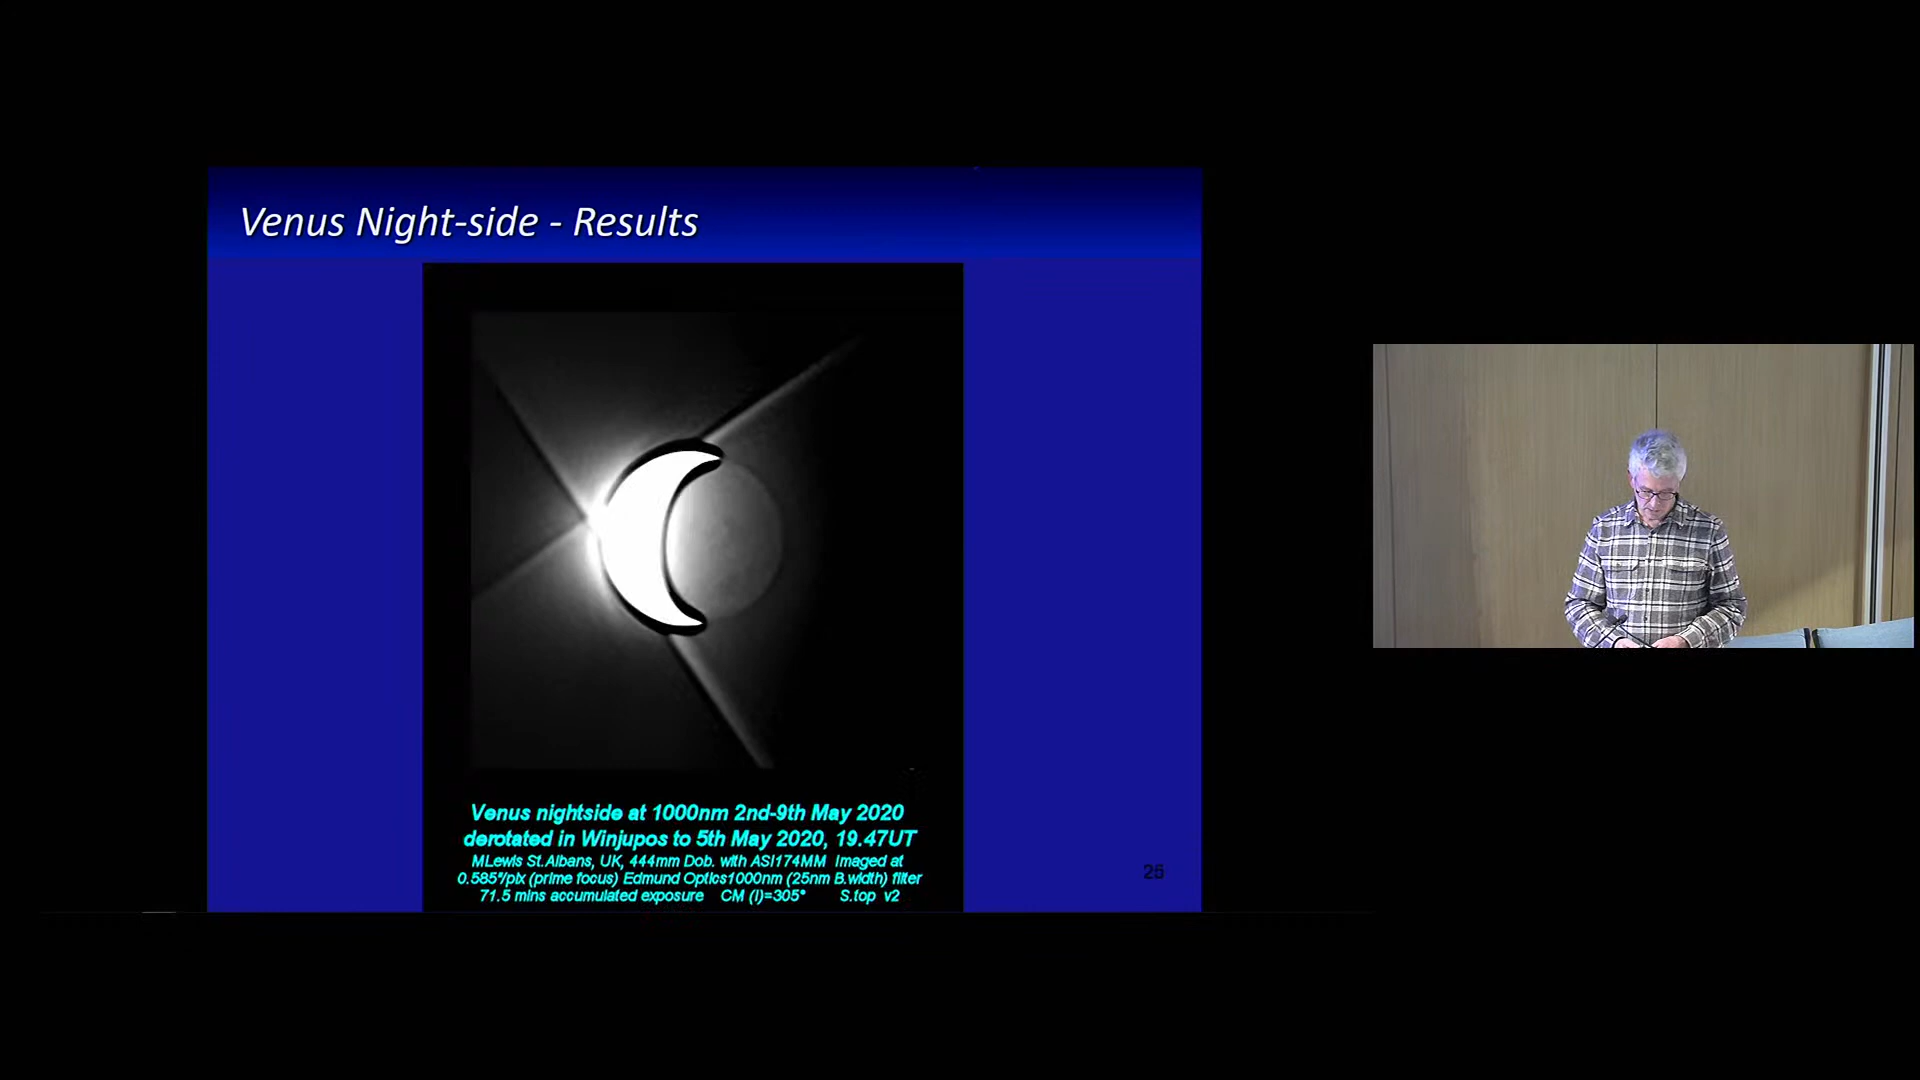 Venus Night-side - Results
Venus nightside at 1000nm 2nd-9th May 2020
derotated in Winjupos to 5th May 2020, 19.47UT
MLewis St.Albans, UK, 444mm Dob. with ASI174MM Imaged at
0.585"/pix (prime focus) Edmund Optics1000nm (25nm B.width) filter
71.5 mins accumulated exposure CM (I)=305° S.top v2
26